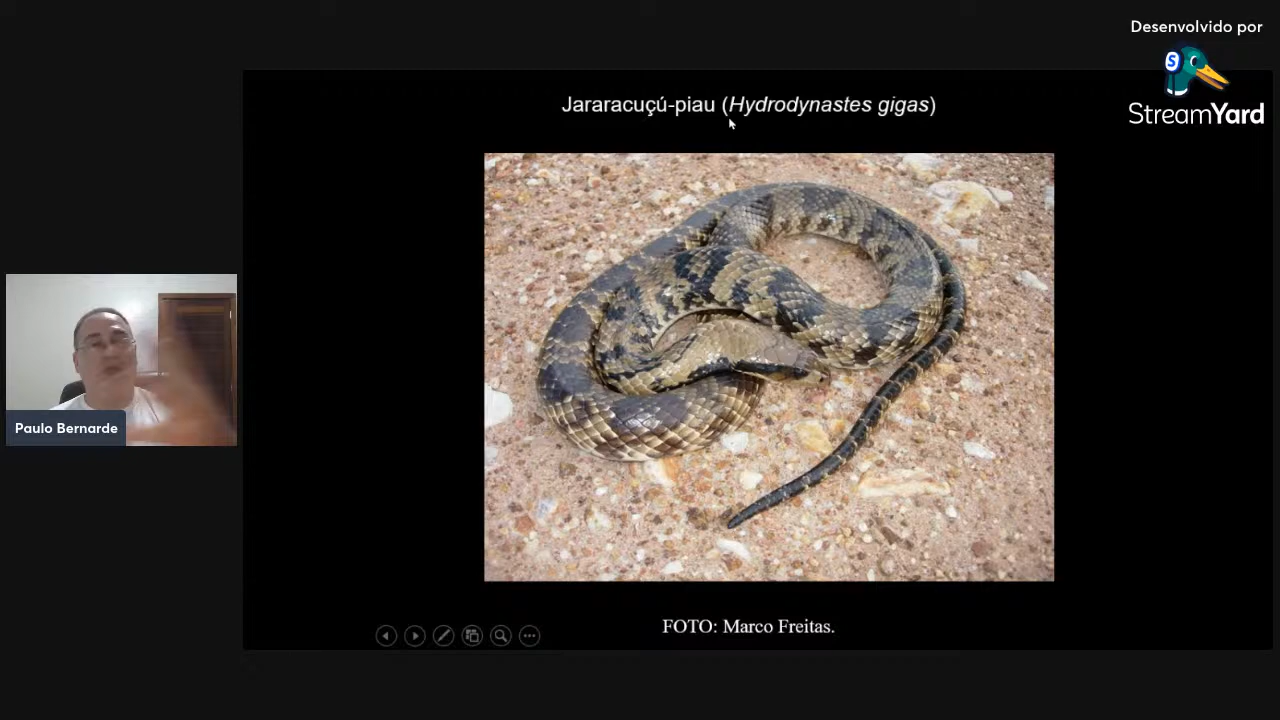 Desenvolvido por
StreamYard
Jararacuçú-piau (Hydrodynastes gigas)
Paulo Bernarde
FOTO: Marco Freitas.